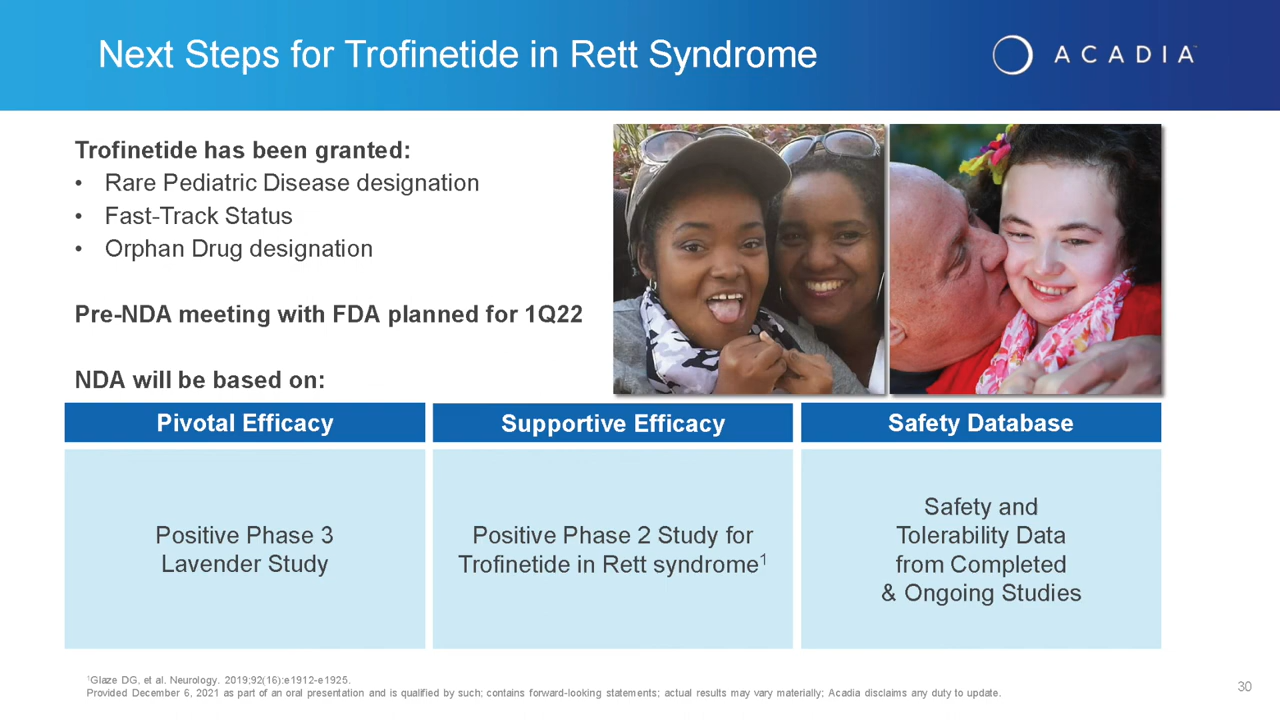 Next Steps for Trofinetide in Rett Syndrome
ACADIA™
Trofinetide has been granted:
• Rare Pediatric Disease designation
• Fast-Track Status
• Orphan Drug designation
Pre-NDA meeting with FDA planned for 1Q22
NDA will be based on:
Pivotal Efficacy
Positive Phase 3
Lavender Study
Supportive Efficacy
Positive Phase 2 Study for
Trofinetide in Rett syndrome¹
Safety Database
Safety and
Tolerability Data
from Completed
& Ongoing Studies
¹Glaze DG, et al. Neurology. 2019;92(16):e1912-e1925.
Provided December 6, 2021 as part of an oral presentation and is qualified by such; contains forward-looking statements; actual results may vary materially; Acadia disclaims any duty to update.
30